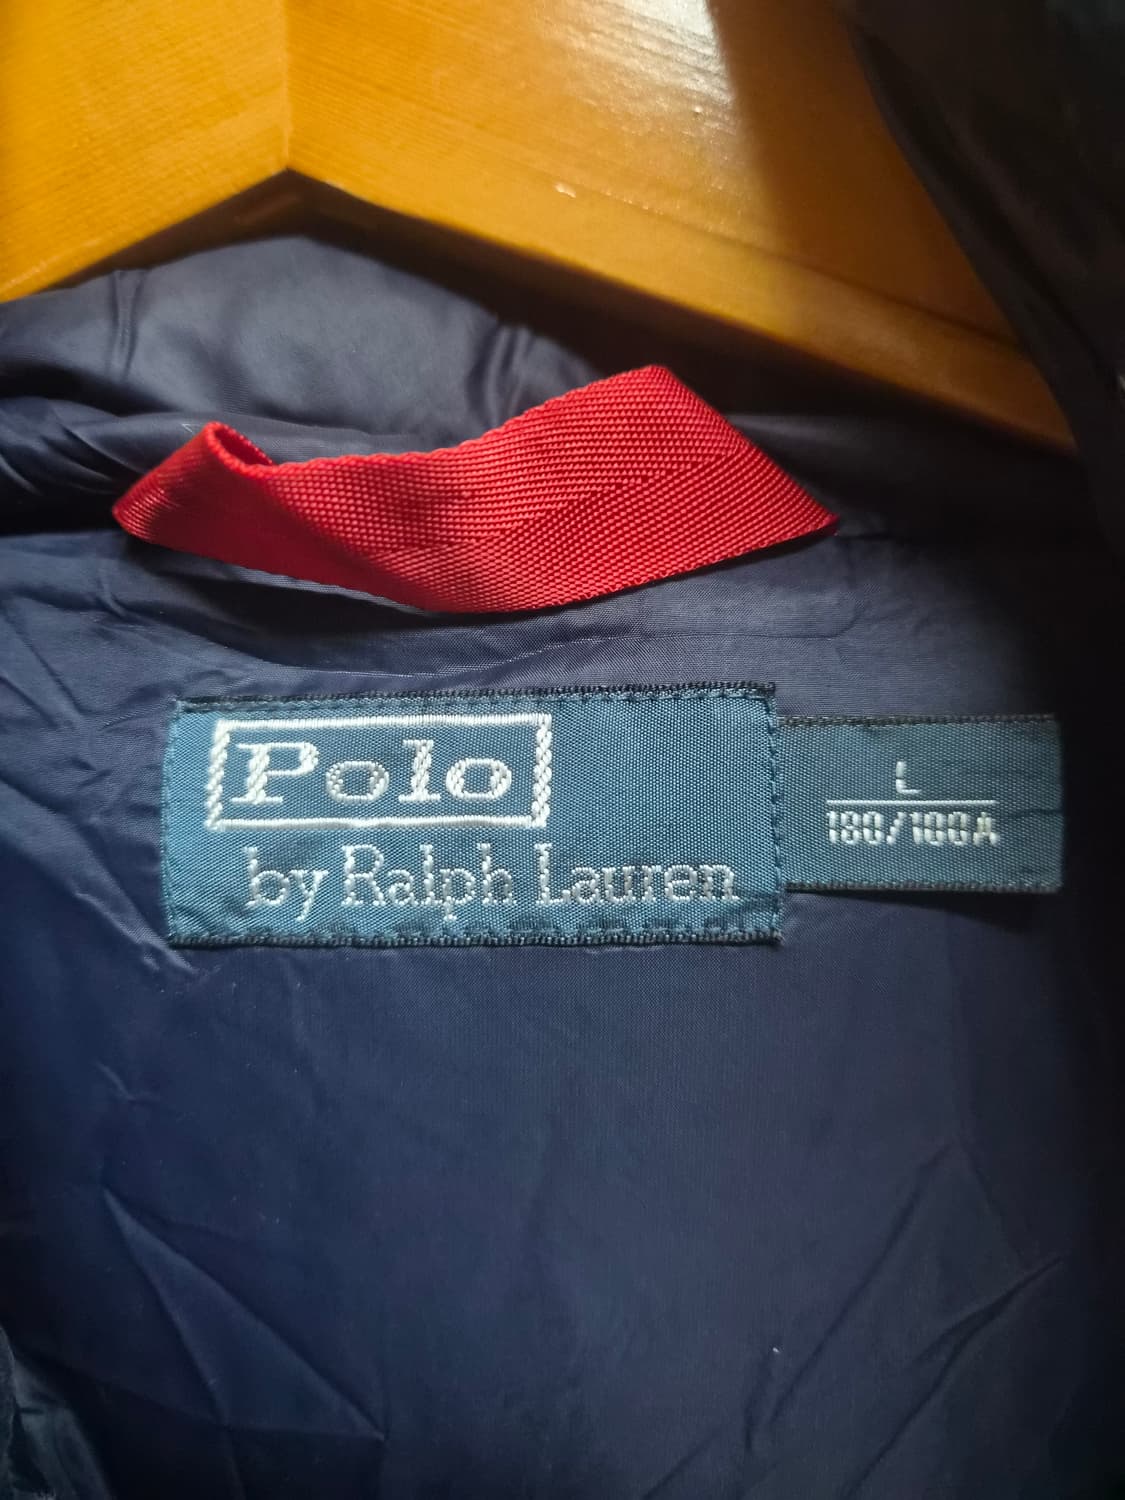 Polo
by Ralph Lauren
L
180/100A